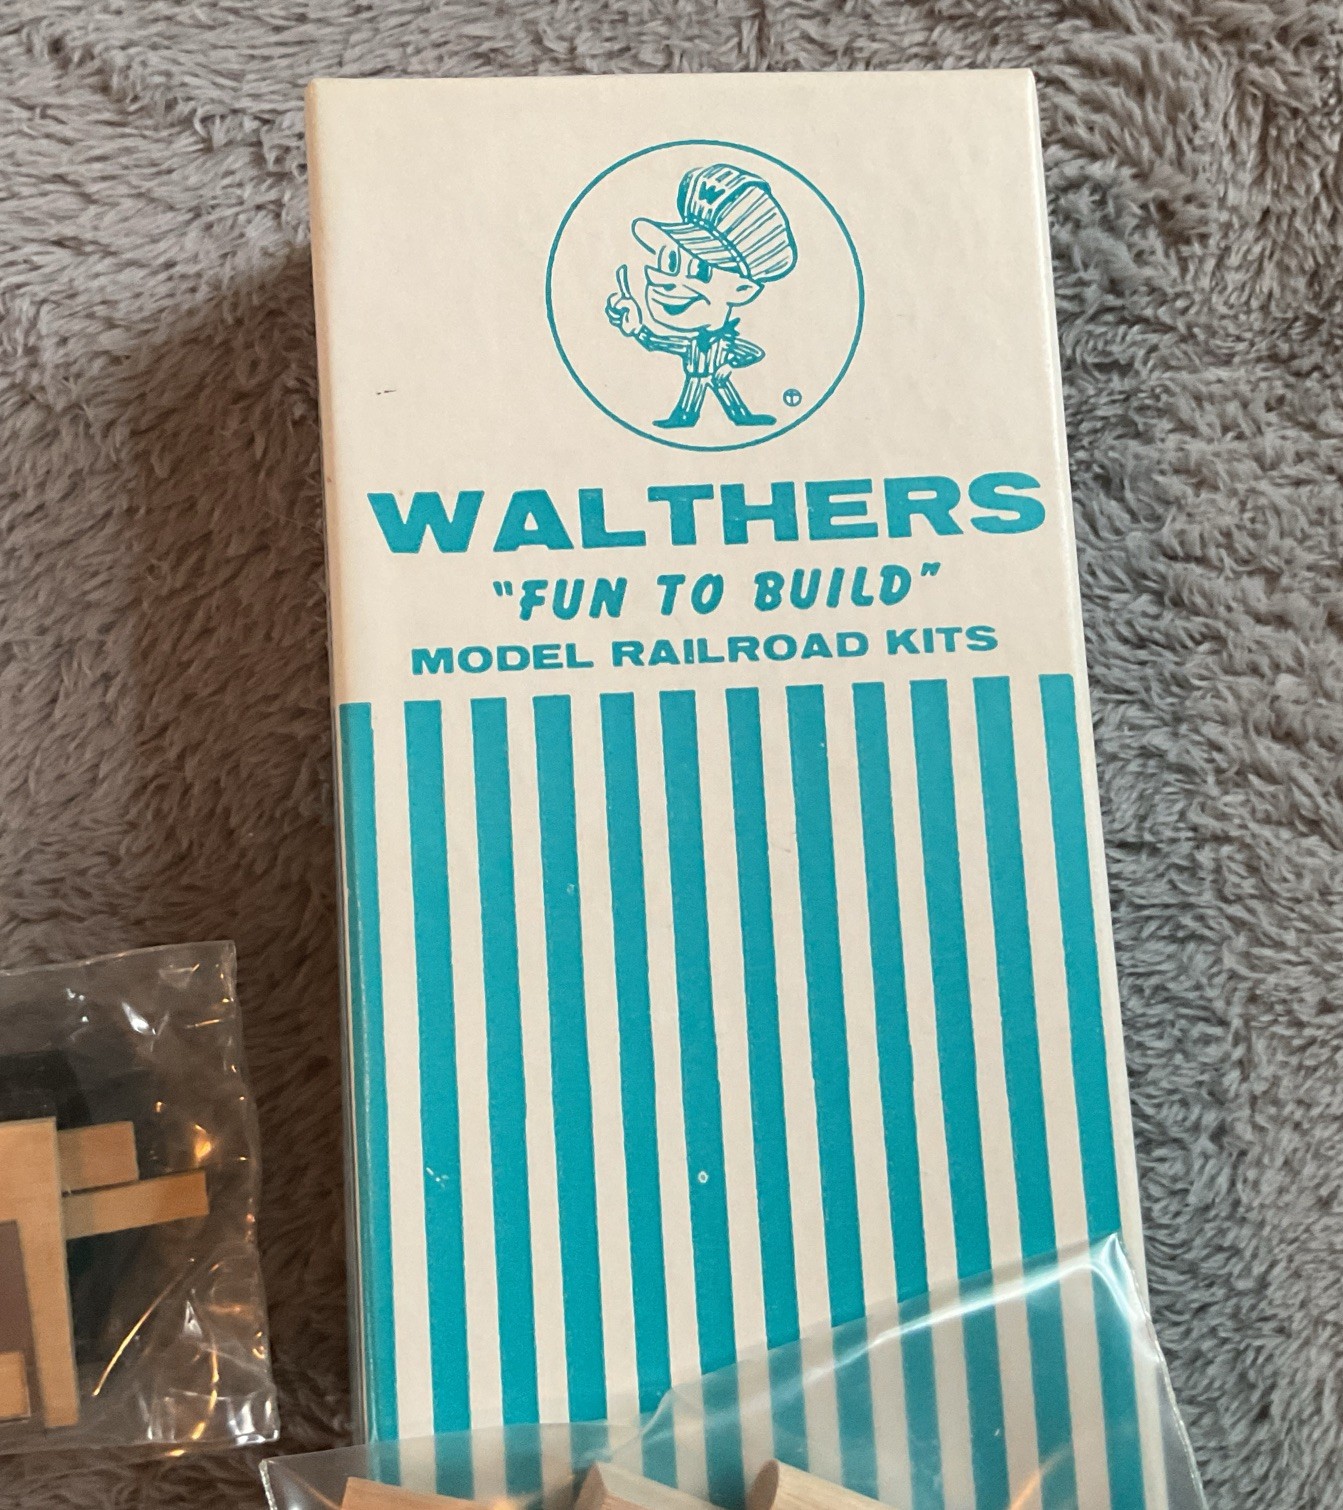 W
WALTHERS
"FUN TO BUILD"
MODEL RAILROAD KITS